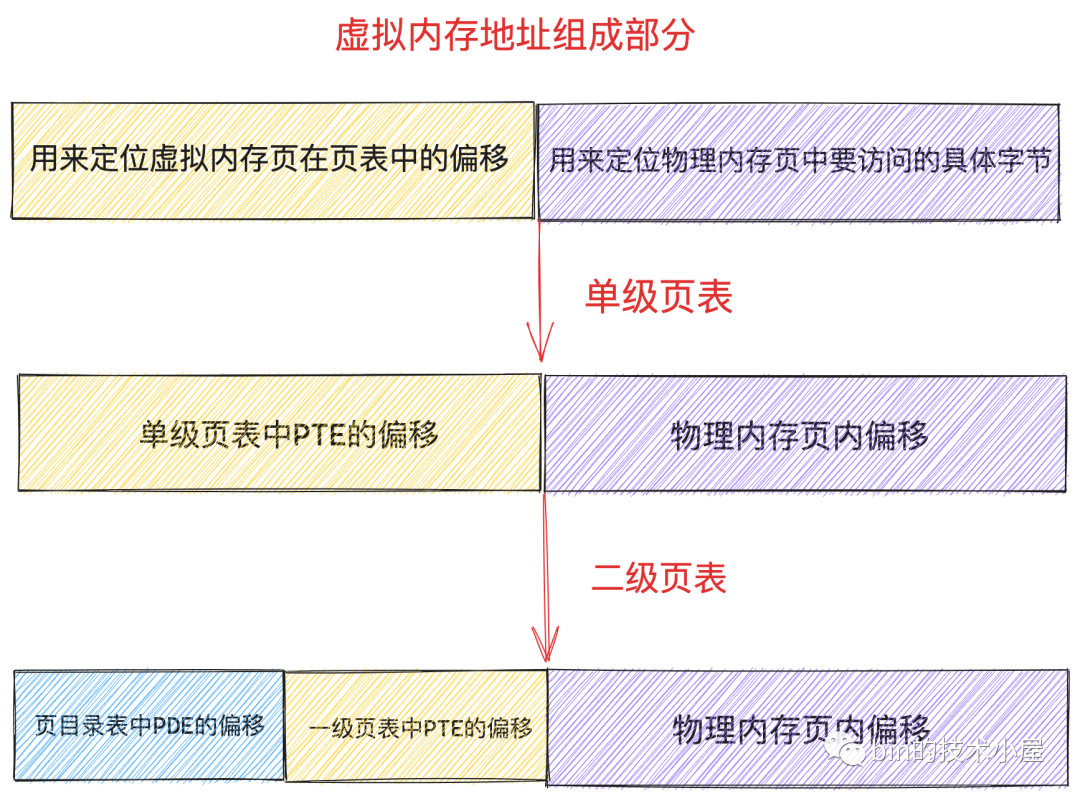 虚拟内存地址组成部分
用来定位虚拟内存页在页表中的偏移
用来定位物理内存页中要访问的具体字节
单级页表
单级页表中PTE的偏移
物理内存页内偏移
二级页表
页目录表中PDE的偏移
一级页表中PTE的偏移
物理内存页内偏移
bin的技术小屋